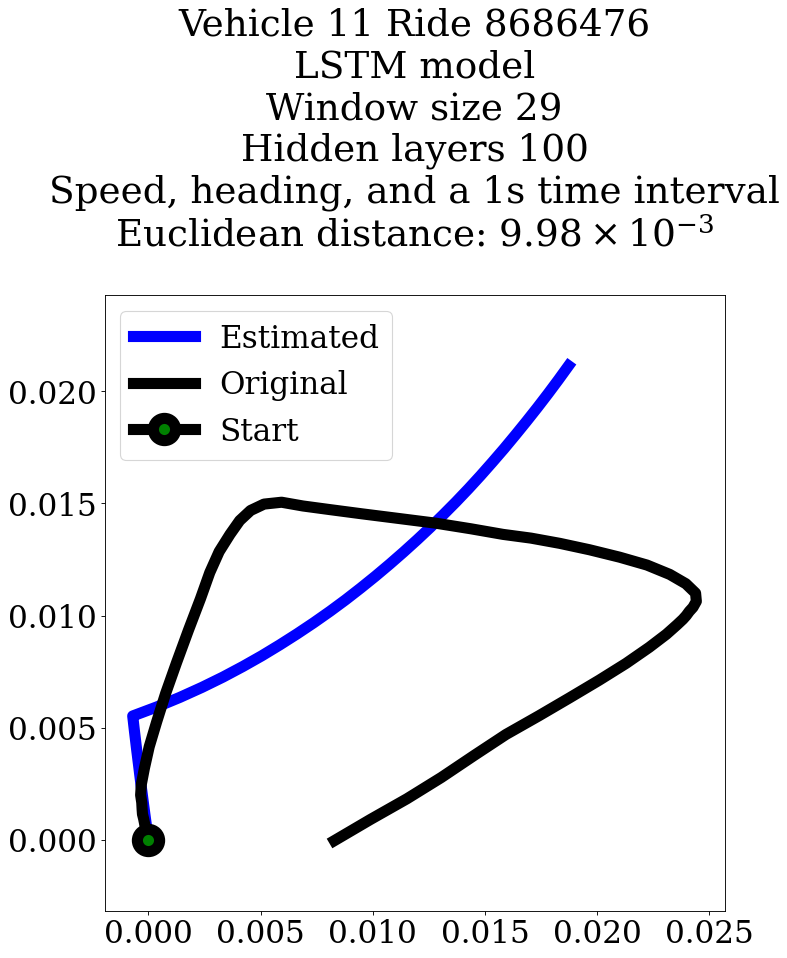 Vehicle 11 Ride 8686476
LSTM model
Window size 29
Hidden layers 100
Speed, heading, and a 1s time interval
Euclidean distance: 9.98 × 10⁻³
Estimated
Original
Start
0.020
0.015
0.010
0.005
0.000
0.000 0.005 0.010 0.015 0.020 0.025